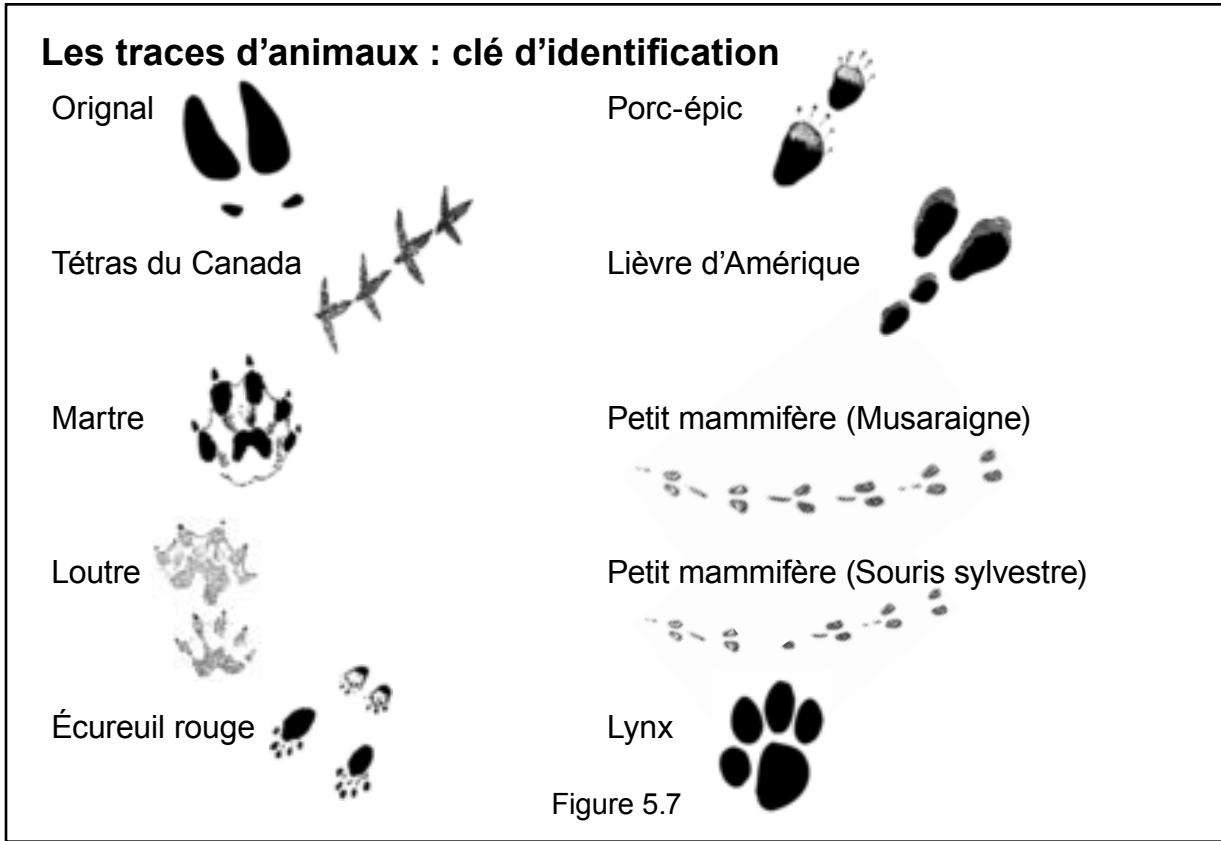 Les traces d'animaux : clé d'identification
Orignal
Porc-épic
Tétras du Canada
Lièvre d'Amérique
Martre
Petit mammifère (Musaraigne)
Loutre
Petit mammifère (Souris sylvestre)
Écureuil rouge
Lynx
Figure 5.7